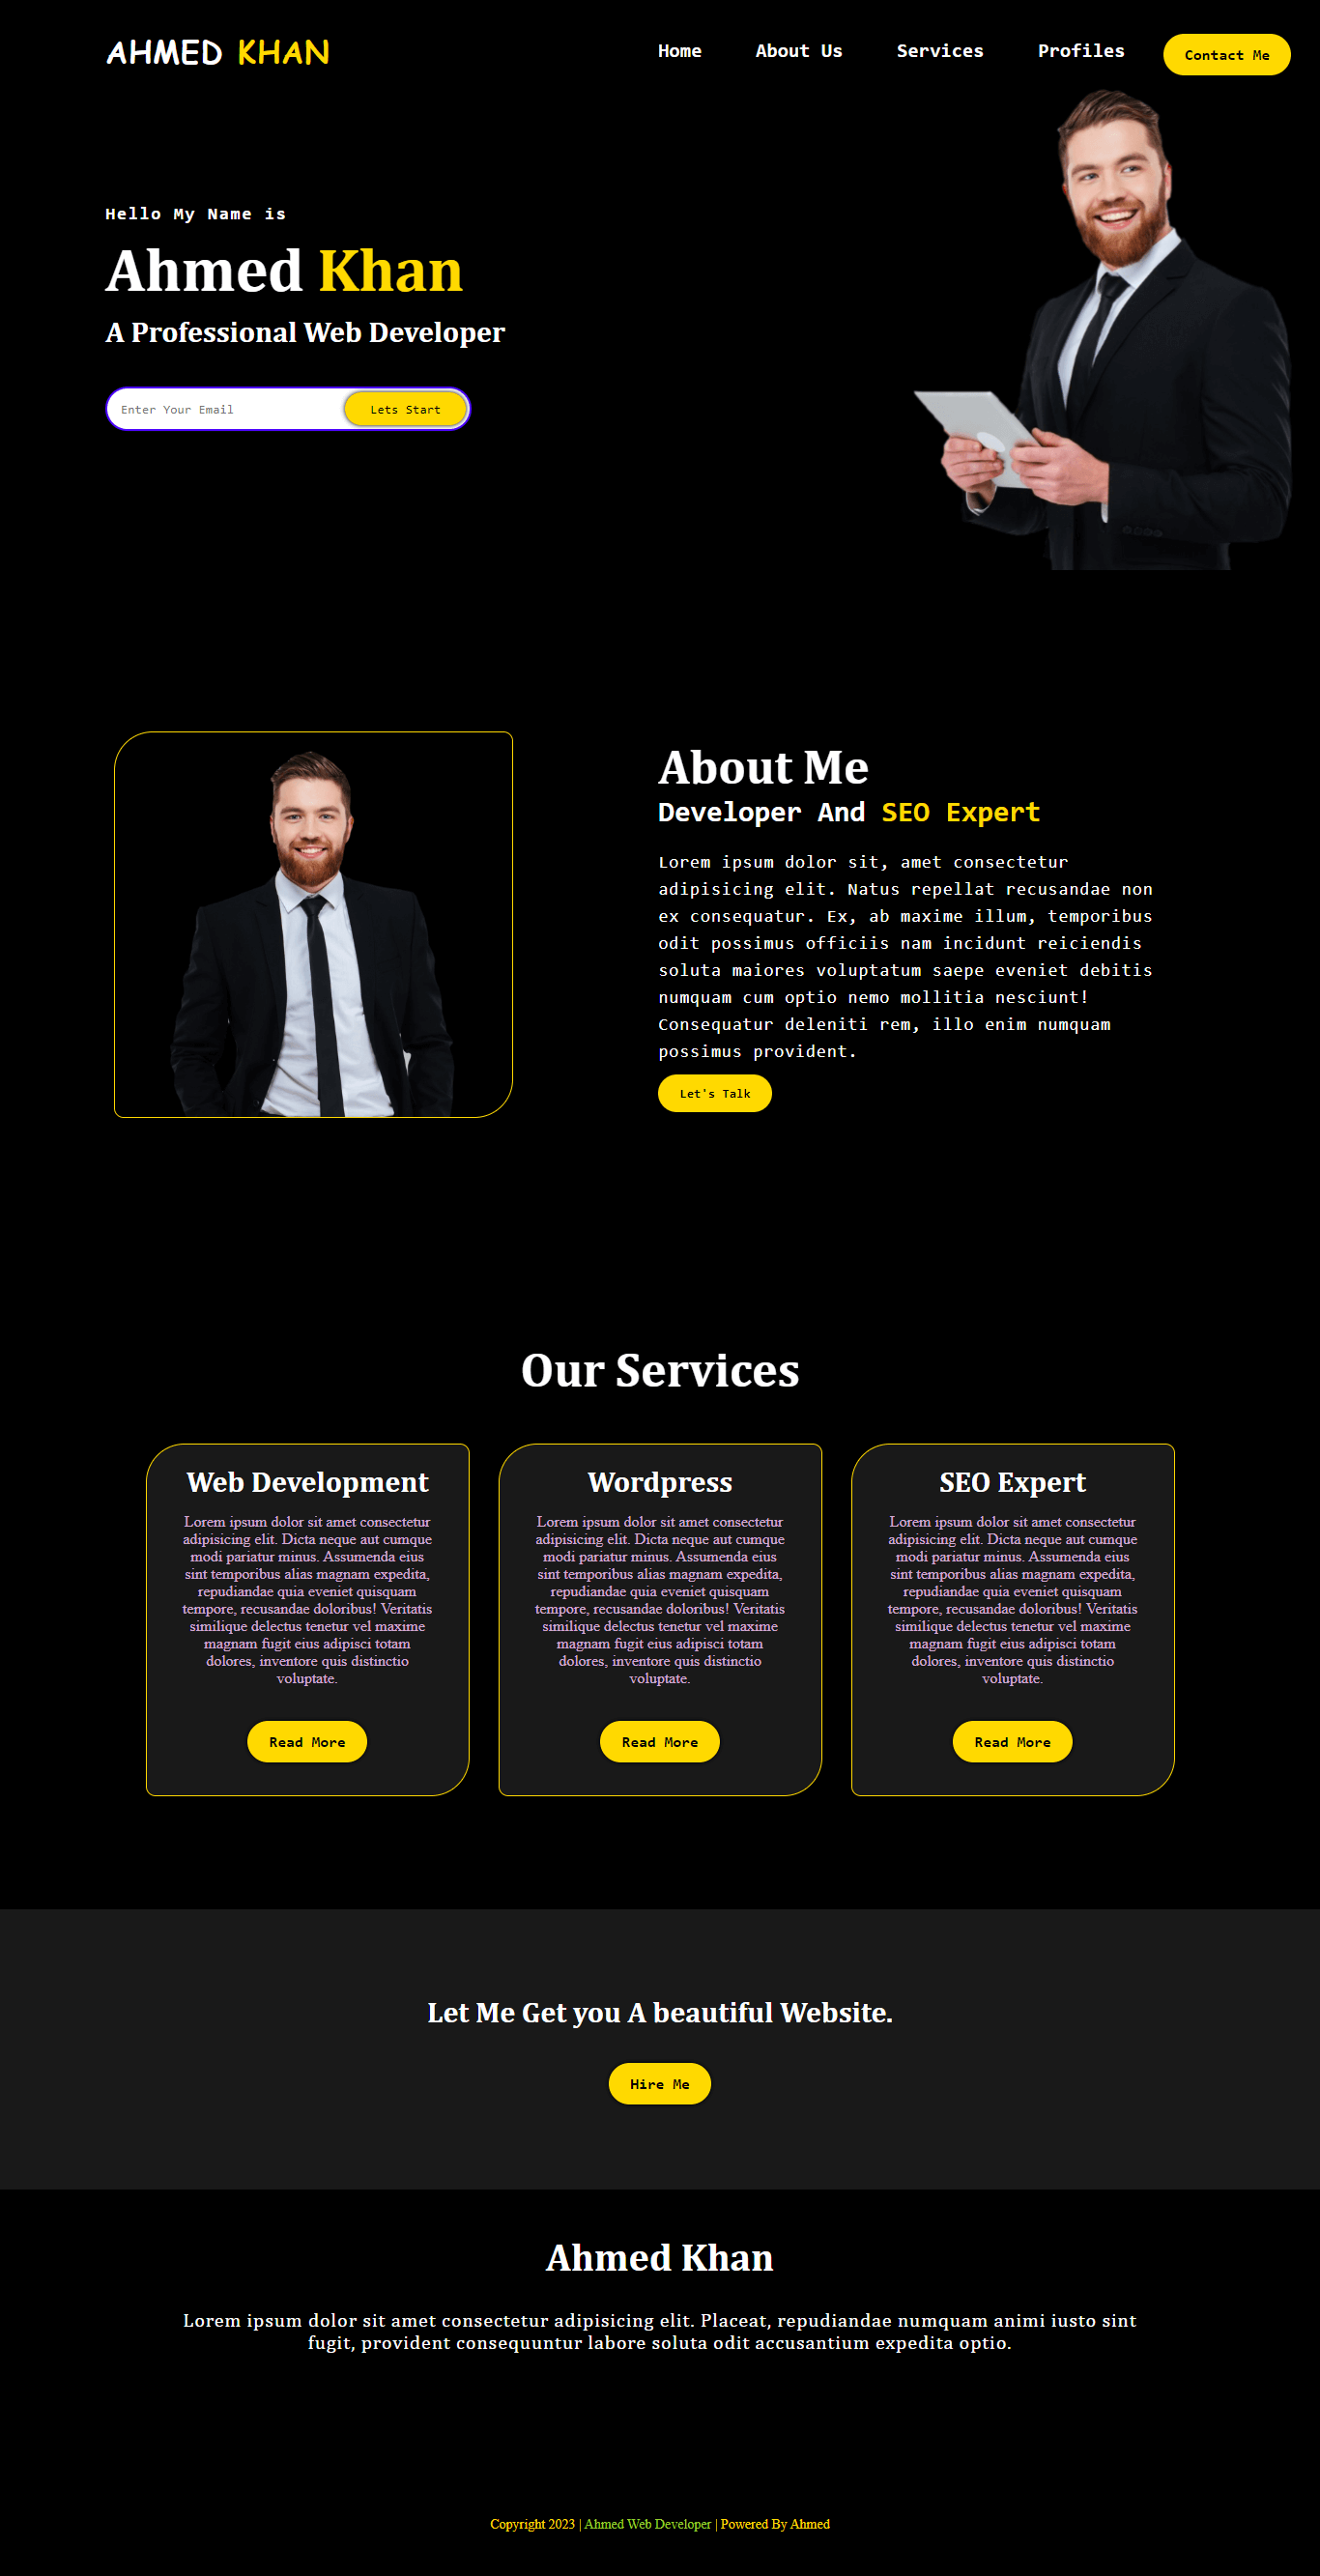 AHMED KHAN
Home About Us Services Profiles Contact Me
Hello My Name is
Ahmed Khan
A Professional Web Developer
Enter Your Email Lets Start
About Me
Developer And SEO Expert
Lorem ipsum dolor sit, amet consectetur
adipisicing elit. Natus repellat recusandae non
ex consequatur. Ex, ab maxime illum, temporibus
odit possimus officiis nam incidunt reiciendis
soluta maiores voluptatum saepe eveniet debitis
numquam cum optio nemo mollitia nesciunt!
Consequatur deleniti rem, illo enim numquam
possimus provident.
Let's Talk
Our Services
Web Development
Lorem ipsum dolor sit amet consectetur
adipisicing elit. Dicta neque aut cumque
modi pariatur minus. Assumenda eius
sint temporibus alias magnam expedita,
repudiandae quia eveniet quisquam
tempore, recusandae doloribus! Veritatis
similique delectus tenetur vel maxime
magnam fugit eius adipisci totam
dolores, inventore quis distinctio
voluptate.
Read More
Wordpress
Lorem ipsum dolor sit amet consectetur
adipisicing elit. Dicta neque aut cumque
modi pariatur minus. Assumenda eius
sint temporibus alias magnam expedita,
repudiandae quia eveniet quisquam
tempore, recusandae doloribus! Veritatis
similique delectus tenetur vel maxime
magnam fugit eius adipisci totam
dolores, inventore quis distinctio
voluptate.
Read More
SEO Expert
Lorem ipsum dolor sit amet consectetur
adipisicing elit. Dicta neque aut cumque
modi pariatur minus. Assumenda eius
sint temporibus alias magnam expedita,
repudiandae quia eveniet quisquam
tempore, recusandae doloribus! Veritatis
similique delectus tenetur vel maxime
magnam fugit eius adipisci totam
dolores, inventore quis distinctio
voluptate.
Read More
Let Me Get you A beautiful Website.
Hire Me
Ahmed Khan
Lorem ipsum dolor sit amet consectetur adipisicing elit. Placeat, repudiandae numquam animi iusto sint
fugit, provident consequuntur labore soluta odit accusantium expedita optio.
Copyright 2023 | Ahmed Web Developer | Powered By Ahmed